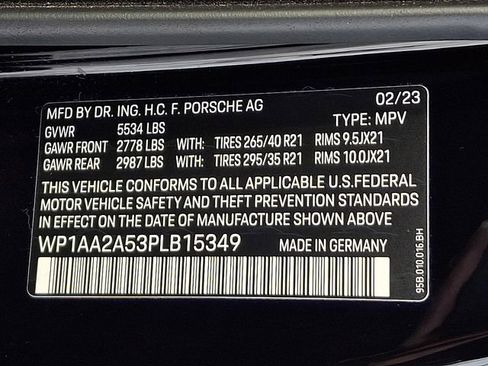 MFD BY DR. ING. H.C. F. PORSCHE AG 02/23
GVWR 5534 LBS TYPE: MPV
GAWR FRONT 2778 LBS WITH: TIRES 265/40 R21 RIMS 9.5JX21
GAWR REAR 2987 LBS WITH: TIRES 295/35 R21 RIMS 10.0JX21
THIS VEHICLE CONFORMS TO ALL APPLICABLE U.S.FEDERAL
MOTOR VEHICLE SAFETY AND THEFT PREVENTION STANDARDS
IN EFFECT ON THE DATE OF MANUFACTURE SHOWN ABOVE
WP1AA2A53PLB15349 MADE IN GERMANY
95B.010.016.BH